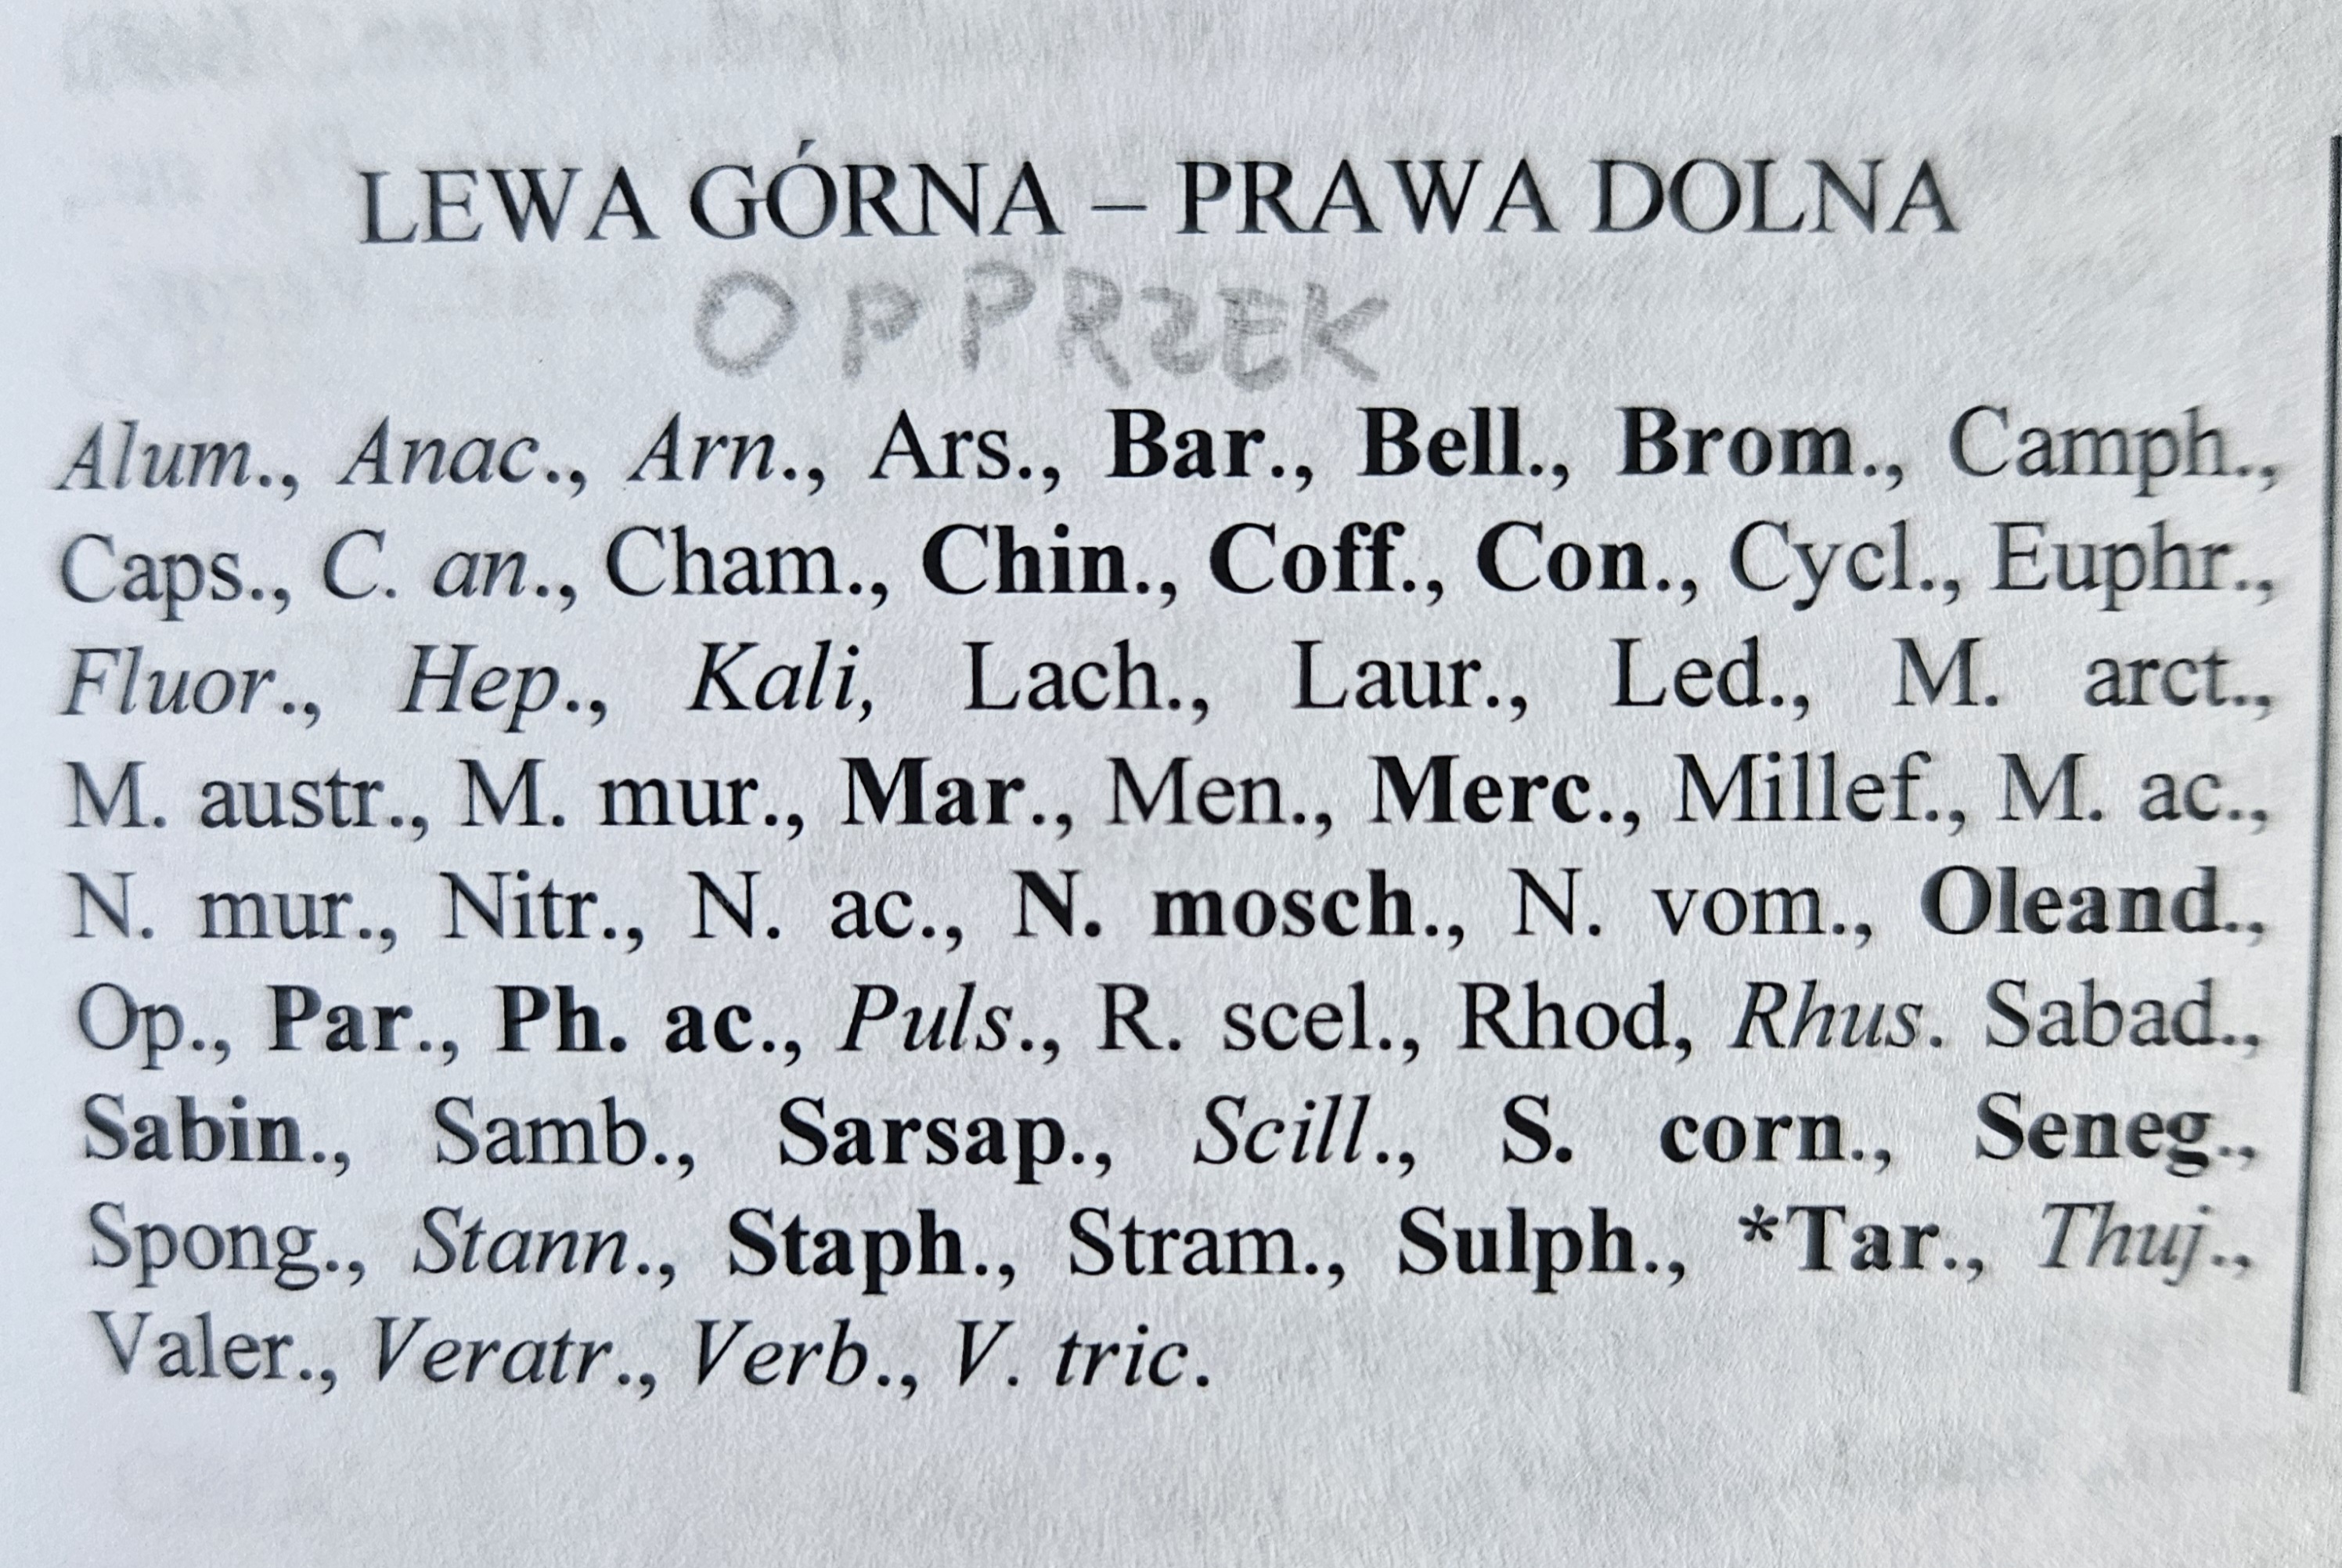 LEWA GÓRNA – PRAWA DOLNA
O P PRZEK
Alum., Anac., Arn., Ars., Bar., Bell., Brom., Camph.,
Caps., C. an., Cham., Chin., Coff., Con., Cycl., Euphr.,
Fluor., Hep., Kali, Lach., Laur., Led., M. arct.,
M. austr., M. mur., Mar., Men., Merc., Millef., M. ac.,
N. mur., Nitr., N. ac., N. mosch., N. vom., Oleand.,
Op., Par., Ph. ac., Puls., R. scel., Rhod, Rhus. Sabad.,
Sabin., Samb., Sarsap., Scill., S. corn., Seneg.,
Spong., Stann., Staph., Stram., Sulph., *Tar., Thuj.,
Valer., Veratr., Verb., V. tric.